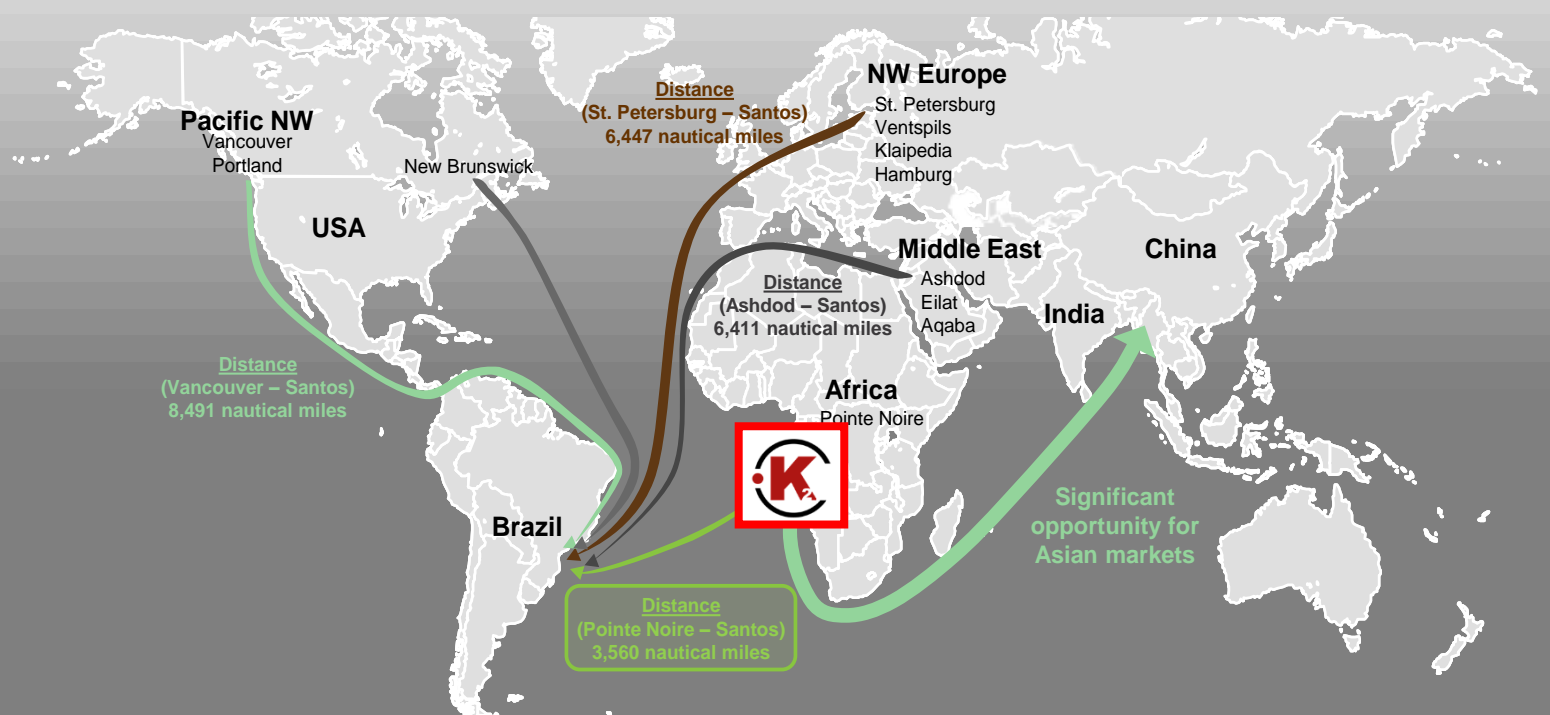 Distance
(St. Petersburg – Santos)
6,447 nautical miles
NW Europe
St. Petersburg
Ventspils
Klaipedia
Hamburg
Pacific NW
Vancouver
Portland
New Brunswick
USA
Middle East
Ashdod
Eilat
Aqaba
China
India
Distance
(Ashdod – Santos)
6,411 nautical miles
Distance
(Vancouver – Santos)
8,491 nautical miles
Africa
Pointe Noire
K2
Brazil
Significant
opportunity for
Asian markets
Distance
(Pointe Noire – Santos)
3,560 nautical miles